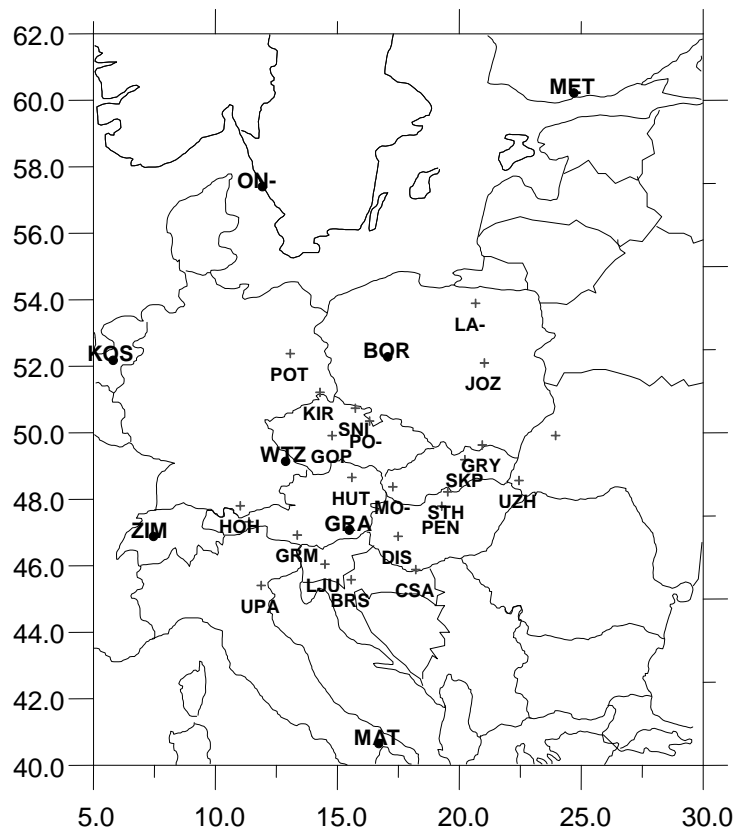 62.0
60.0
58.0
56.0
54.0
52.0
50.0
48.0
46.0
44.0
42.0
40.0
MET
ON-
LA-
KOS
BOR
POT
JOZ
KIR
SNI
PO-
WTZ
GOP
GRY
SKP
HUT
MO-
UZH
STH
HOH
GRA
PEN
ZIM
GRM
DIS
LJU
CSA
UPA
BRS
MAT
5.0 10.0 15.0 20.0 25.0 30.0